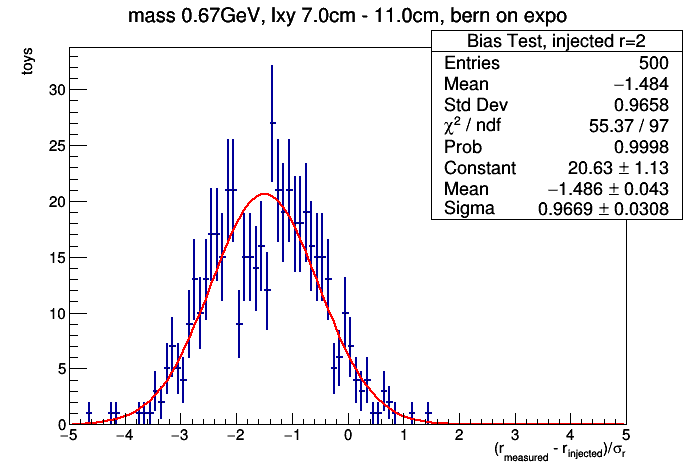 mass 0.67GeV, lxy 7.0cm - 11.0cm, bern on expo
toys
Bias Test, injected r=2
Entries 500
Mean −1.484
Std Dev 0.9658
χ² / ndf 55.37 / 97
Prob 0.9998
Constant 20.63 ± 1.13
Mean −1.486 ± 0.043
Sigma 0.9669 ± 0.0308
30
25
20
15
10
5
0
−5 −4 −3 −2 −1 0 1 2 3 4 5
(r_measured - r_injected)/σ_r